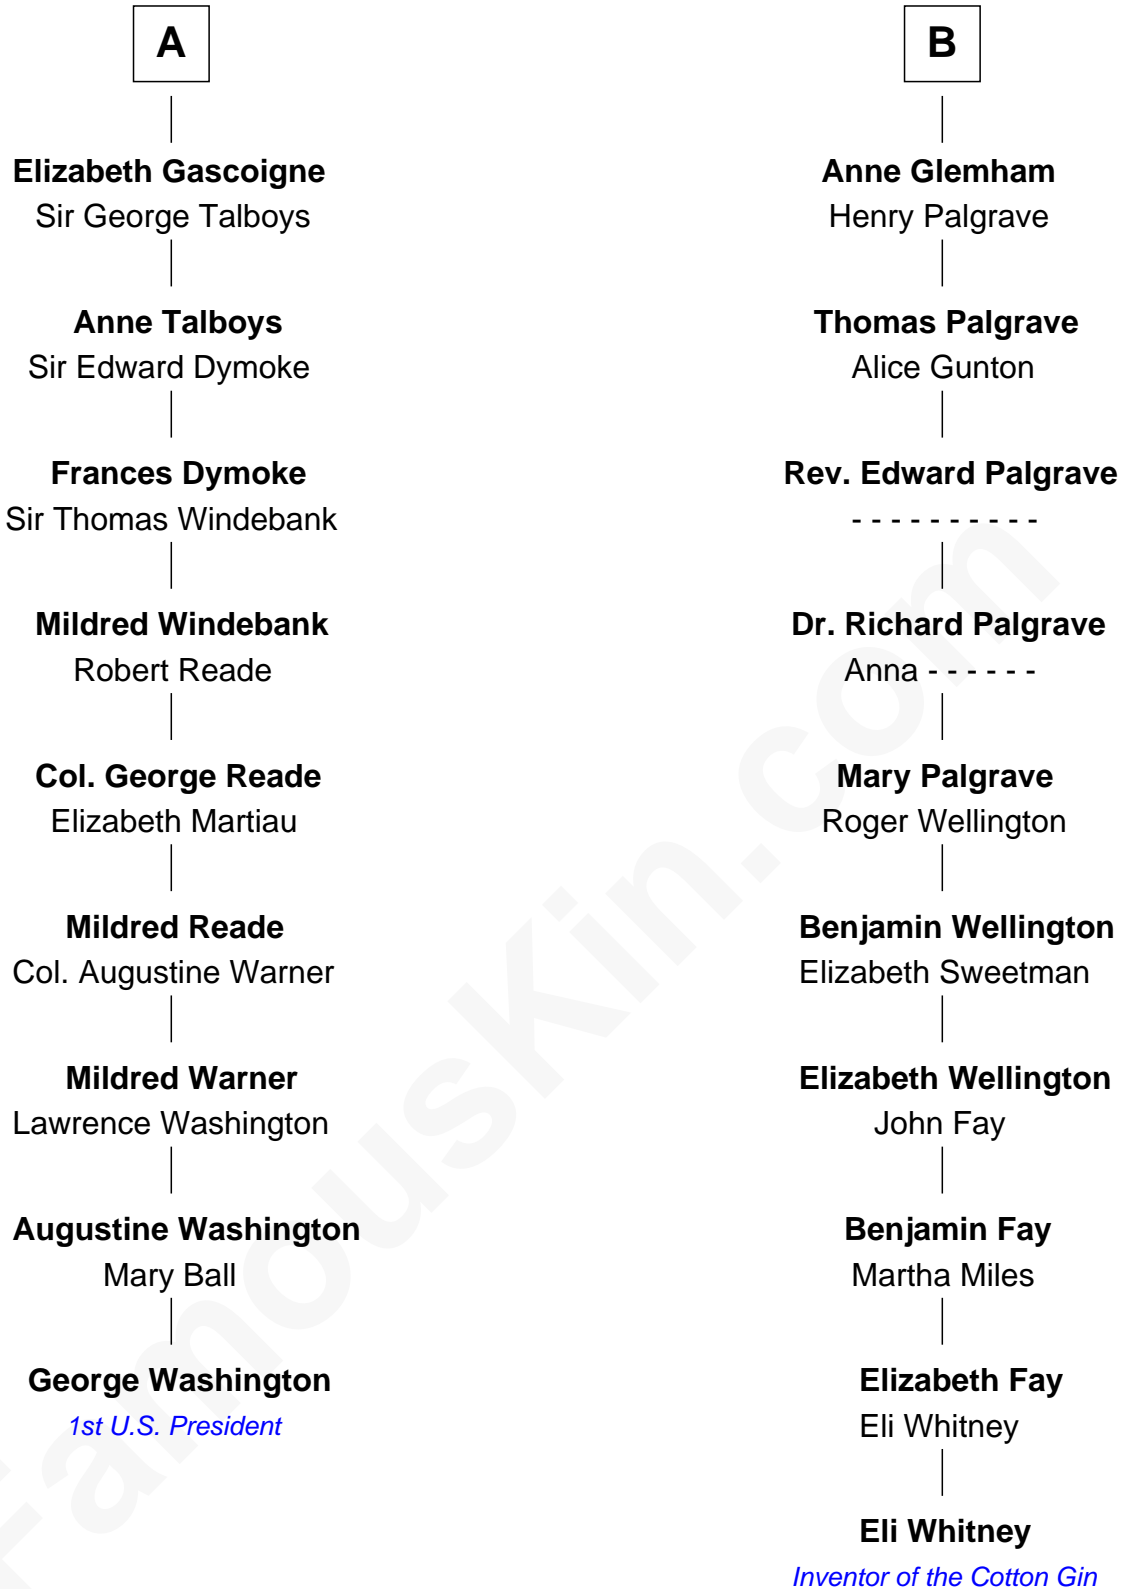 A
Elizabeth Gascoigne
Sir George Talboys
Anne Talboys
Sir Edward Dymoke
Frances Dymoke
Sir Thomas Windebank
Mildred Windebank
Robert Reade
Col. George Reade
Elizabeth Martiau
Mildred Reade
Col. Augustine Warner
Mildred Warner
Lawrence Washington
Augustine Washington
Mary Ball
George Washington
1st U.S. President
B
Anne Glemham
Henry Palgrave
Thomas Palgrave
Alice Gunton
Rev. Edward Palgrave
- - - - - - - - - -
Dr. Richard Palgrave
Anna - - - - - -
Mary Palgrave
Roger Wellington
Benjamin Wellington
Elizabeth Sweetman
Elizabeth Wellington
John Fay
Benjamin Fay
Martha Miles
Elizabeth Fay
Eli Whitney
Eli Whitney
Inventor of the Cotton Gin
FamousKin.com